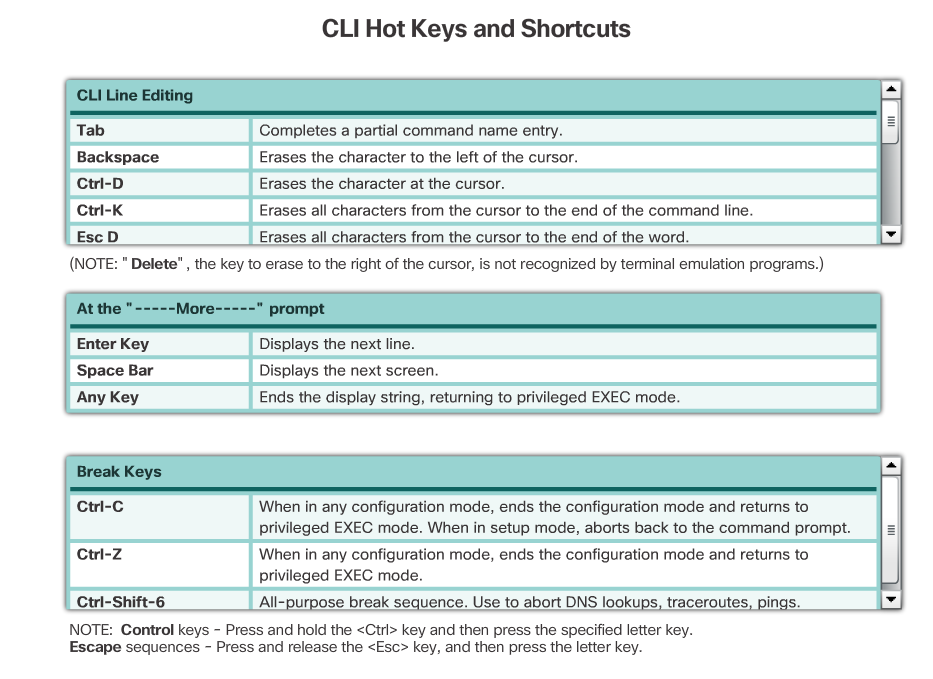 CLI Hot Keys and Shortcuts
CLI Line Editing
Tab Completes a partial command name entry.
Backspace Erases the character to the left of the cursor.
Ctrl-D Erases the character at the cursor.
Ctrl-K Erases all characters from the cursor to the end of the command line.
Esc D Erases all characters from the cursor to the end of the word.
(NOTE: "Delete", the key to erase to the right of the cursor, is not recognized by terminal emulation programs.)
At the "-----More-----" prompt
Enter Key Displays the next line.
Space Bar Displays the next screen.
Any Key Ends the display string, returning to privileged EXEC mode.
Break Keys
Ctrl-C When in any configuration mode, ends the configuration mode and returns to
privileged EXEC mode. When in setup mode, aborts back to the command prompt.
Ctrl-Z When in any configuration mode, ends the configuration mode and returns to
privileged EXEC mode.
Ctrl-Shift-6 All-purpose break sequence. Use to abort DNS lookups, traceroutes, pings.
NOTE: Control keys - Press and hold the <Ctrl> key and then press the specified letter key.
Escape sequences - Press and release the <Esc> key, and then press the letter key.